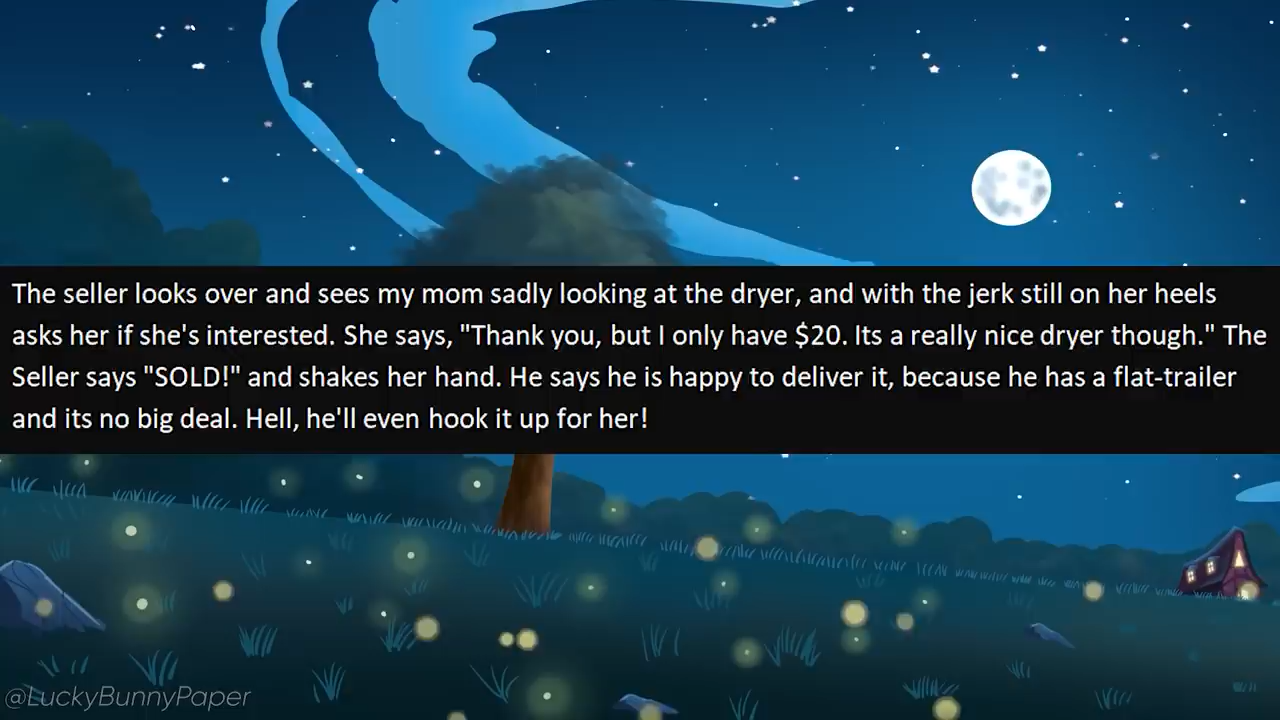 The seller looks over and sees my mom sadly looking at the dryer, and with the jerk still on her heels
asks her if she's interested. She says, "Thank you, but I only have $20. Its a really nice dryer though." The
Seller says "SOLD!" and shakes her hand. He says he is happy to deliver it, because he has a flat-trailer
and its no big deal. Hell, he'll even hook it up for her!
@LuckyBunnyPaper